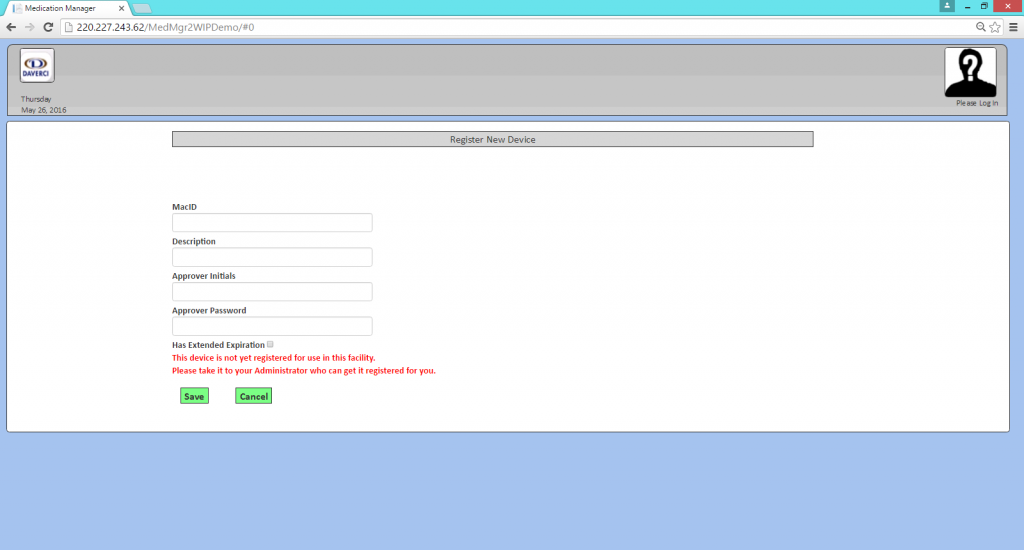 Medication Manager
220.227.243.62/MedMgr2WIPDemo/#0
DAVERCI
Thursday
May 26, 2016
Please Log In
Register New Device
MacID
Description
Approver Initials
Approver Password
Has Extended Expiration
This device is not yet registered for use in this facility.
Please take it to your Administrator who can get it registered for you.
Save Cancel